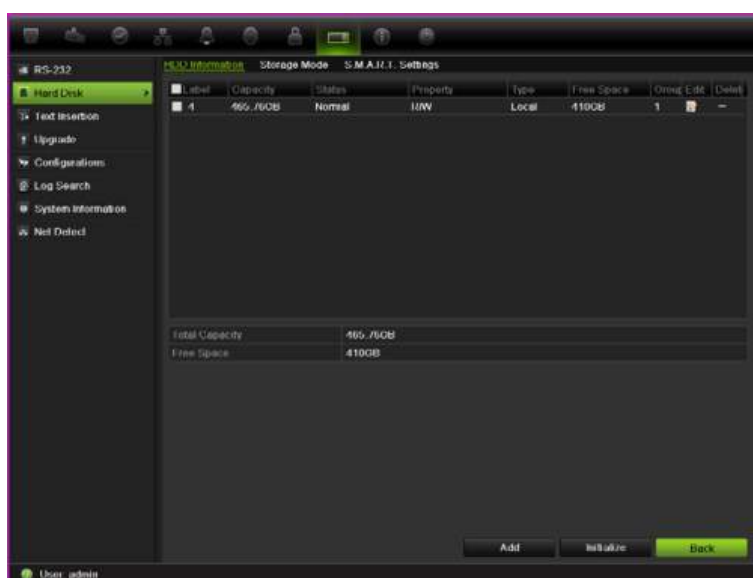 HDD Information Storage Mode S.M.A.R.T. Settings
RS-232
Hard Disk
Text Insertion
Upgrade
Configurations
Log Search
System Information
Net Detect
Label Capacity Status Property Type Free Space Group Edit Delet
4 465.76GB Normal R/W Local 410GB 1 –
Total Capacity 465.76GB
Free Space 410GB
Add Initialize Back
User: admin